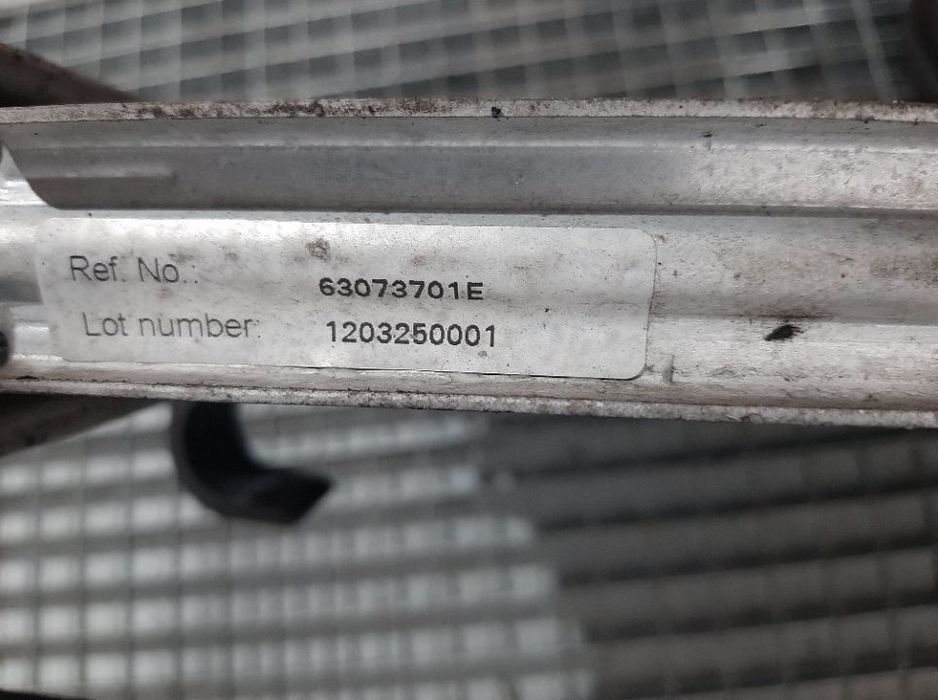 Ref. No.: 63073701E
Lot number: 1203250001